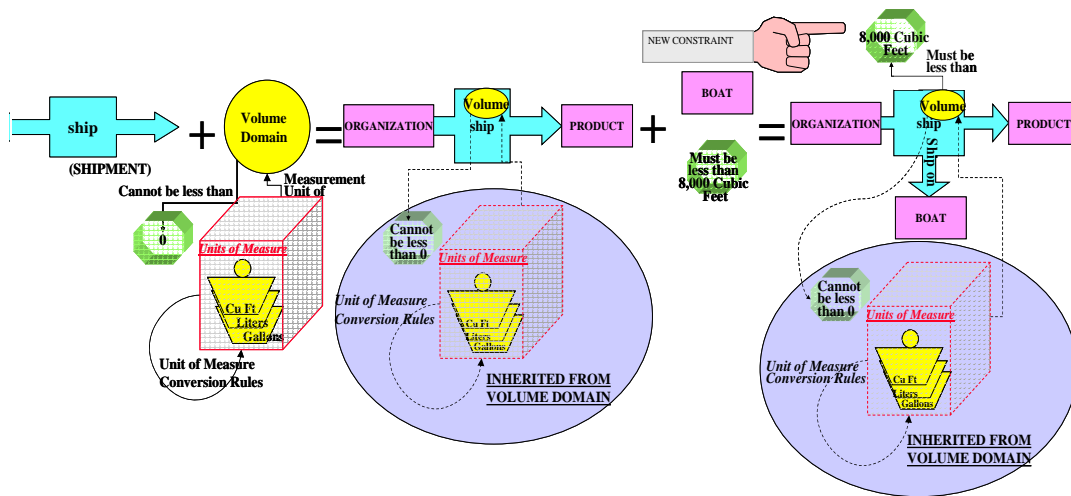 ship
(SHIPMENT)
+
Volume
Domain
=
Cannot be less than
0
Measurement
Unit of
Units of Measure
Cu Ft
Liters
Gallons
Unit of Measure
Conversion Rules
ORGANIZATION
Volume
ship
PRODUCT
Cannot
be less
than 0
Units of Measure
Unit of Measure
Conversion Rules
Cu Ft
Liters
Gallons
INHERITED FROM
VOLUME DOMAIN
+
NEW CONSTRAINT
BOAT
Must be
less than
8,000 Cubic
Feet
=
8,000 Cubic
Feet
Must be
less than
ORGANIZATION
Volume
ship
PRODUCT
Ship on
BOAT
Cannot
be less
than 0
Units of Measure
Unit of Measure
Conversion Rules
Cu Ft
Liters
Gallons
INHERITED FROM
VOLUME DOMAIN